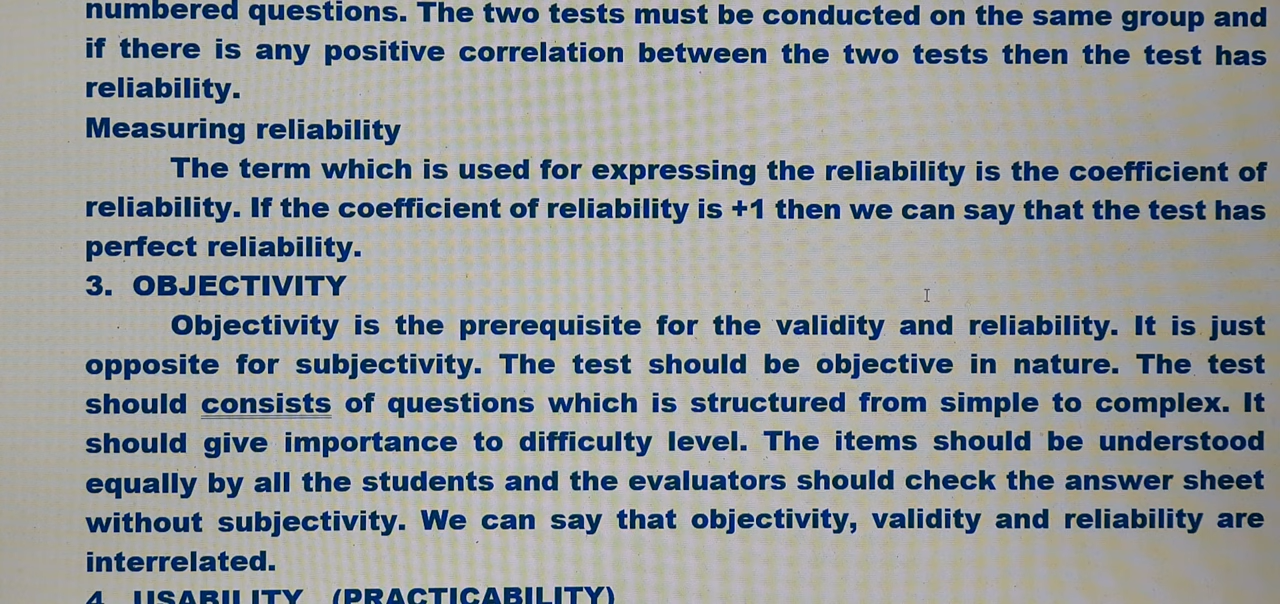 numbered questions. The two tests must be conducted on the same group and
if there is any positive correlation between the two tests then the test has
reliability.
Measuring reliability
The term which is used for expressing the reliability is the coefficient of
reliability. If the coefficient of reliability is +1 then we can say that the test has
perfect reliability.
3. OBJECTIVITY
Objectivity is the prerequisite for the validity and reliability. It is just
opposite for subjectivity. The test should be objective in nature. The test
should consists of questions which is structured from simple to complex. It
should give importance to difficulty level. The items should be understood
equally by all the students and the evaluators should check the answer sheet
without subjectivity. We can say that objectivity, validity and reliability are
interrelated.
4. USABILITY (PRACTICABILITY)